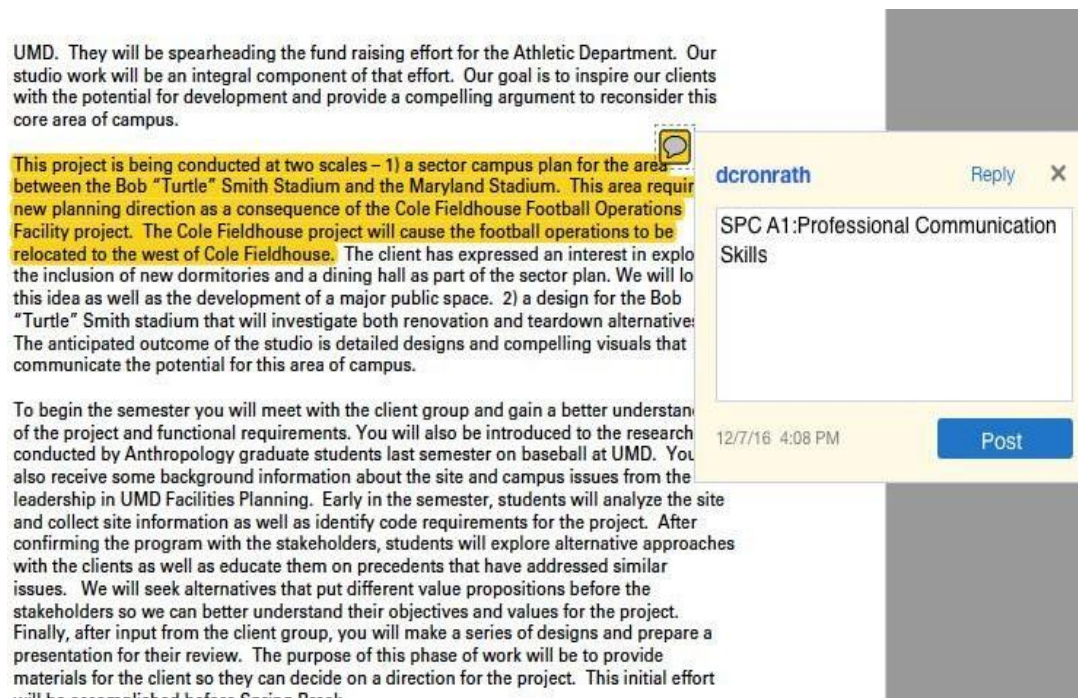 UMD.  They will be spearheading the fund raising effort for the Athletic Department.  Our
studio work will be an integral component of that effort.  Our goal is to inspire our clients
with the potential for development and provide a compelling argument to reconsider this
core area of campus.
This project is being conducted at two scales – 1) a sector campus plan for the area
between the Bob “Turtle” Smith Stadium and the Maryland Stadium.  This area requir
new planning direction as a consequence of the Cole Fieldhouse Football Operations
Facility project.  The Cole Fieldhouse project will cause the football operations to be
relocated to the west of Cole Fieldhouse.  The client has expressed an interest in explo
the inclusion of new dormitories and a dining hall as part of the sector plan. We will lo
this idea as well as the development of a major public space.  2) a design for the Bob
“Turtle” Smith stadium that will investigate both renovation and teardown alternative
The anticipated outcome of the studio is detailed designs and compelling visuals that
communicate the potential for this area of campus.
To begin the semester you will meet with the client group and gain a better understan
of the project and functional requirements. You will also be introduced to the research
conducted by Anthropology graduate students last semester on baseball at UMD.  You
also receive some background information about the site and campus issues from the
leadership in UMD Facilities Planning.  Early in the semester, students will analyze the site
and collect site information as well as identify code requirements for the project.  After
confirming the program with the stakeholders, students will explore alternative approaches
with the clients as well as educate them on precedents that have addressed similar
issues.   We will seek alternatives that put different value propositions before the
stakeholders so we can better understand their objectives and values for the project.
Finally, after input from the client group, you will make a series of designs and prepare a
presentation for their review.  The purpose of this phase of work will be to provide
materials for the client so they can decide on a direction for the project.  This initial effort
will be accomplished before Spring Break
dcronrath
Reply
SPC A1:Professional Communication
Skills
12/7/16  4:08 PM
Post